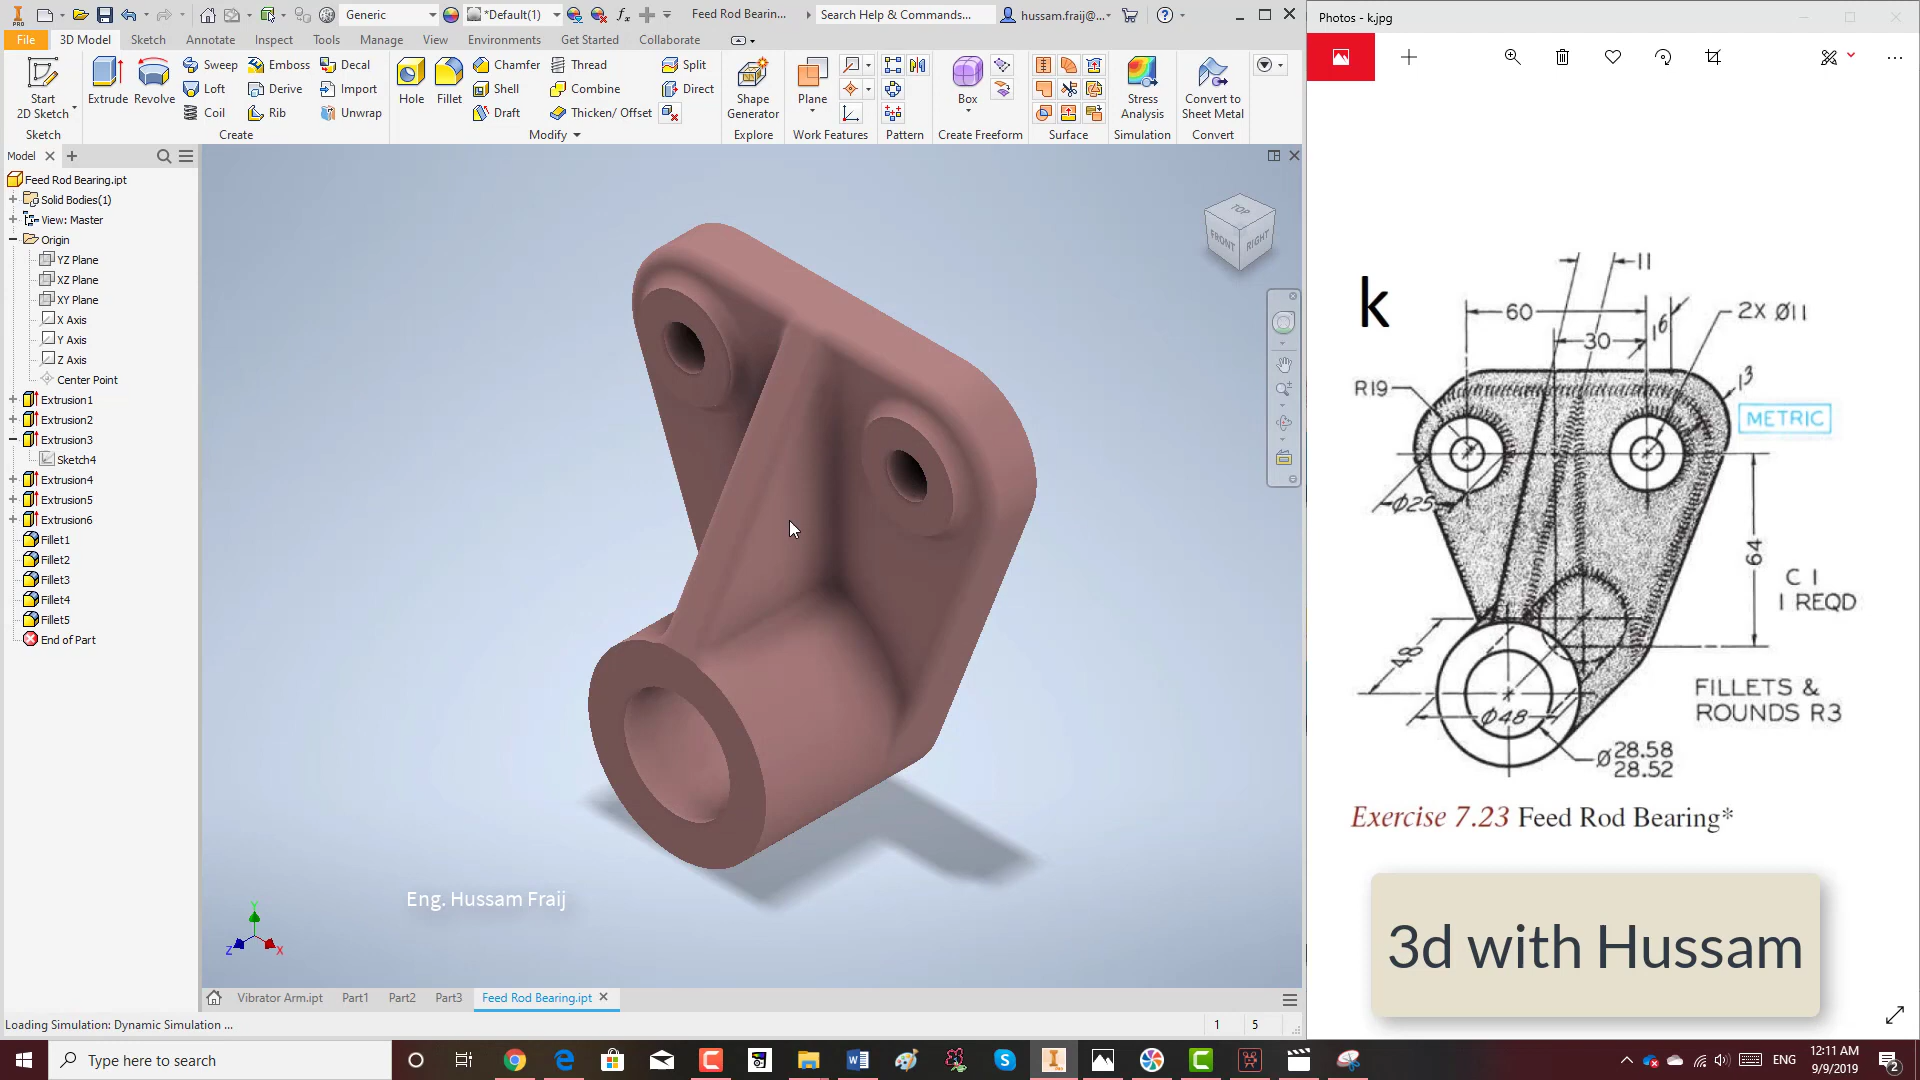 Generic
*Default(1)
Feed Rod Bearin...
Search Help & Commands...
hussam.fraij@...
File
3D Model
Sketch
Annotate
Inspect
Tools
Manage
View
Environments
Get Started
Collaborate
Start
2D Sketch
Extrude
Revolve
Sweep
Loft
Coil
Emboss
Derive
Rib
Decal
Import
Unwrap
Hole
Fillet
Chamfer
Shell
Draft
Thread
Combine
Thicken/ Offset
Split
Direct
Shape
Generator
Plane
Box
Stress
Analysis
Convert to
Sheet Metal
Sketch
Create
Modify
Explore
Work Features
Pattern
Create Freeform
Surface
Simulation
Convert
Model
Feed Rod Bearing.ipt
Solid Bodies(1)
View: Master
Origin
YZ Plane
XZ Plane
XY Plane
X Axis
Y Axis
Z Axis
Center Point
Extrusion1
Extrusion2
Extrusion3
Sketch4
Extrusion4
Extrusion5
Extrusion6
Fillet1
Fillet2
Fillet3
Fillet4
Fillet5
End of Part
TOP
FRONT
RIGHT
Eng. Hussam Fraij
Y
Z
X
Vibrator Arm.ipt
Part1
Part2
Part3
Feed Rod Bearing.ipt
Loading Simulation: Dynamic Simulation ...
1
5
Photos - k.jpg
k
11
60
16
2X Ø11
30
R19
13
METRIC
Ø25
64
C I
1 REQD
48
FILLETS &
ROUNDS R3
Ø48
Ø28.58
28.52
Exercise 7.23 Feed Rod Bearing*
3d with Hussam
Type here to search
ENG
12:11 AM
9/9/2019
2